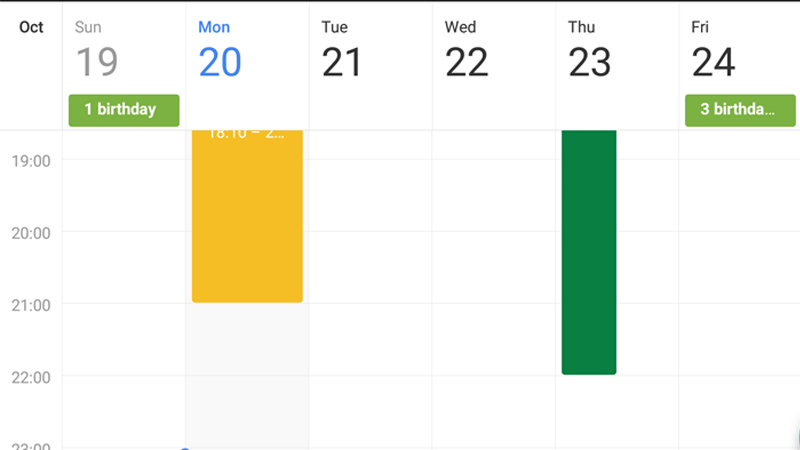 Oct
Sun
19
Mon
20
Tue
21
Wed
22
Thu
23
Fri
24
1 birthday
3 birthda...
18:10 – 2...
19:00
20:00
21:00
22:00
23:00